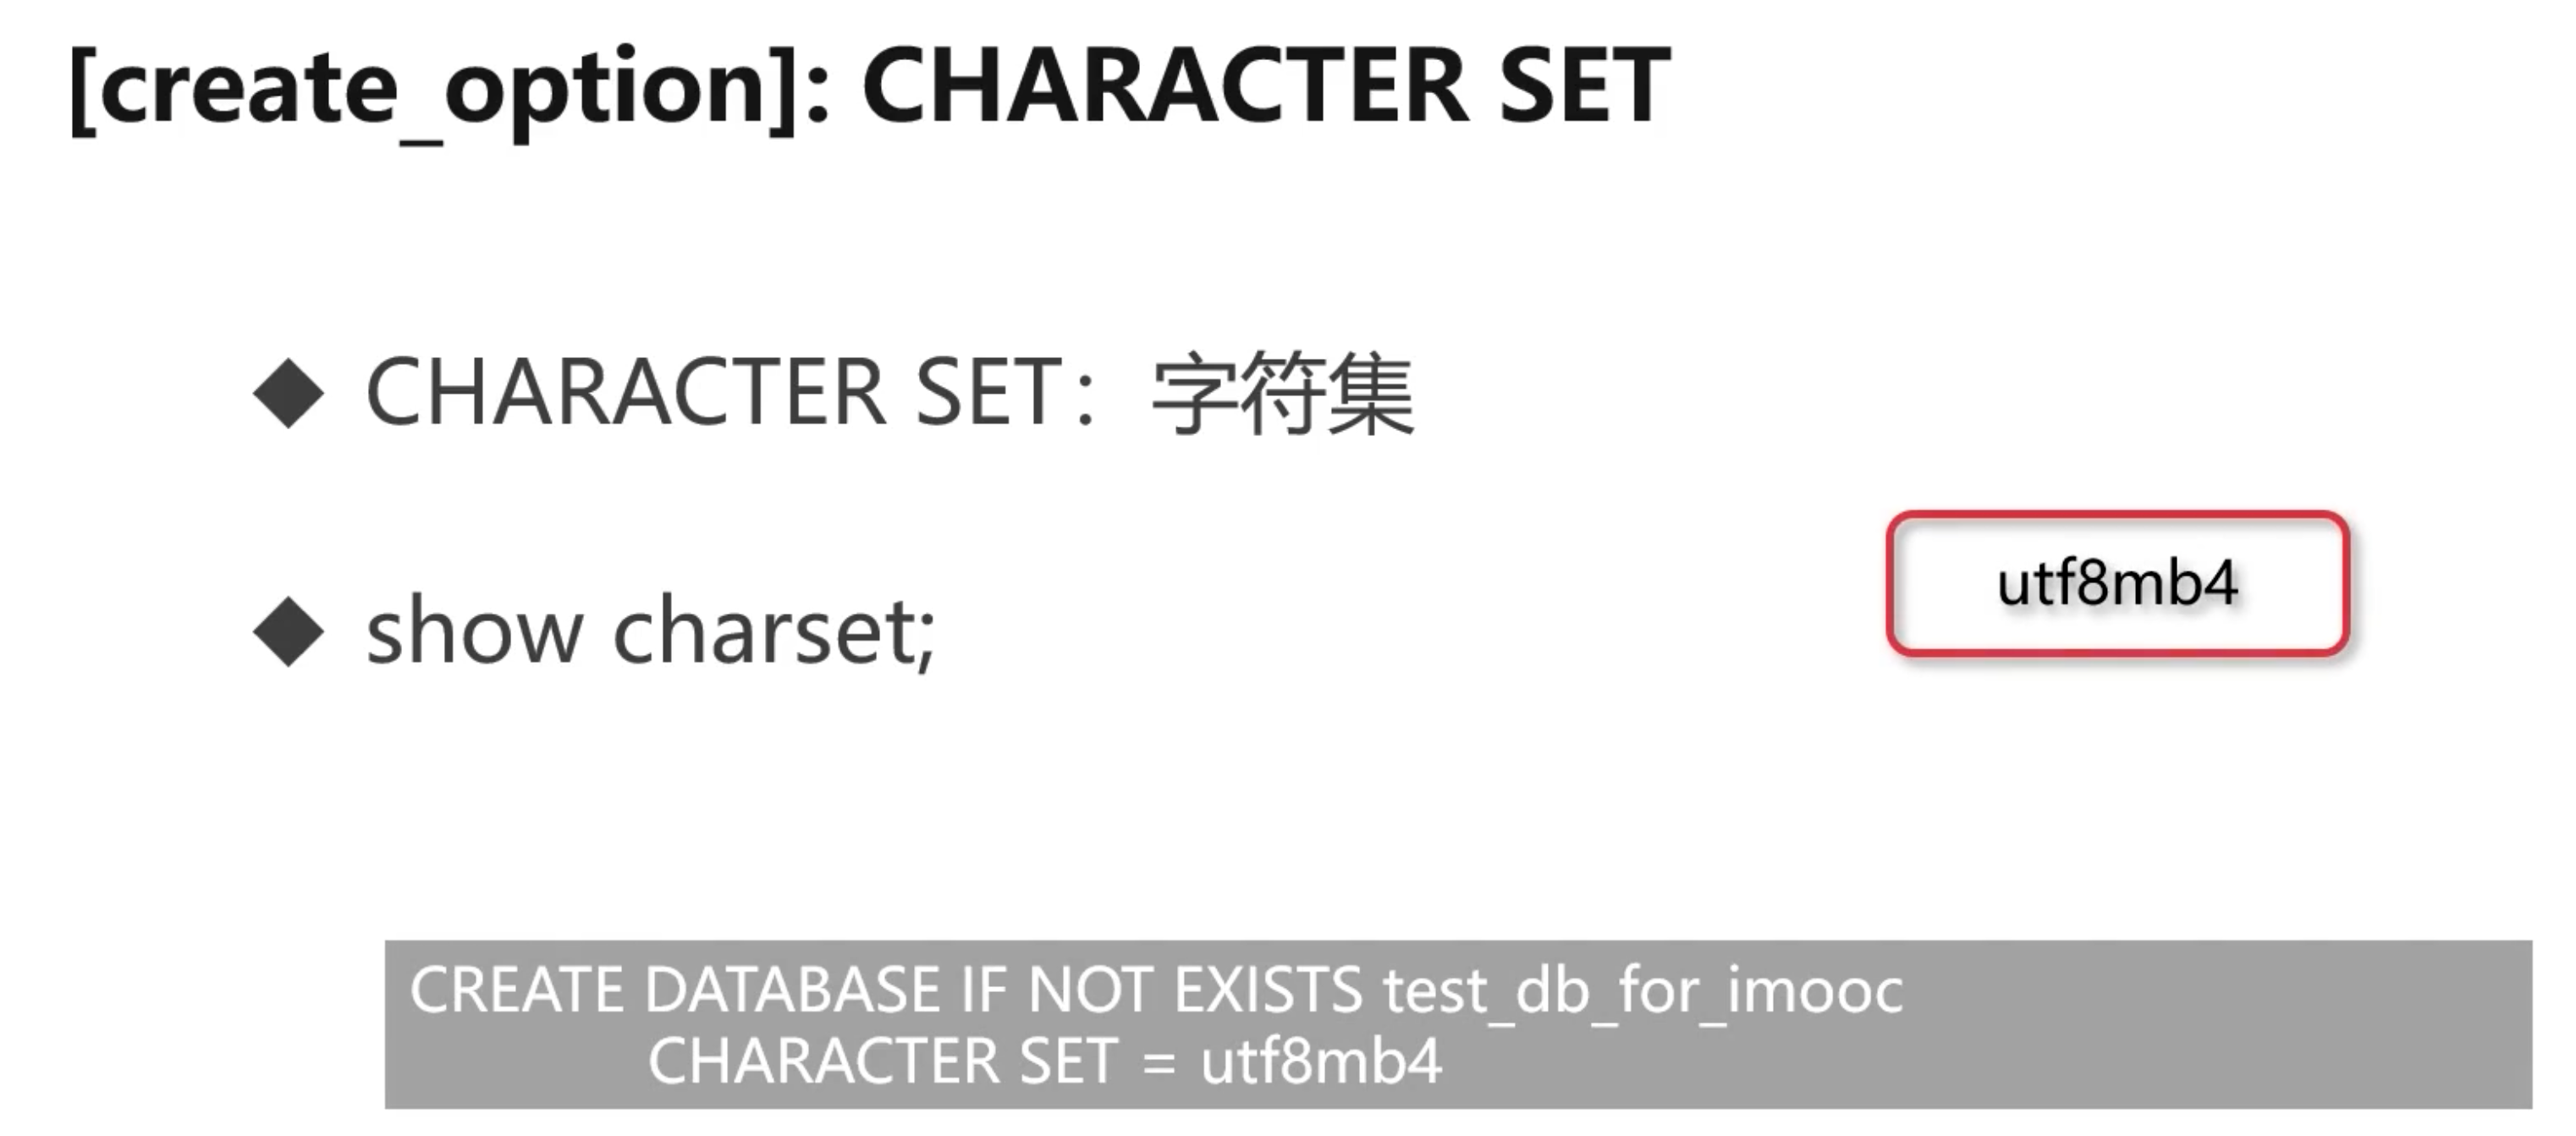 [create_option]: CHARACTER SET
◆ CHARACTER SET：字符集
utf8mb4
◆ show charset;
CREATE DATABASE IF NOT EXISTS test_db_for_imooc
CHARACTER SET = utf8mb4